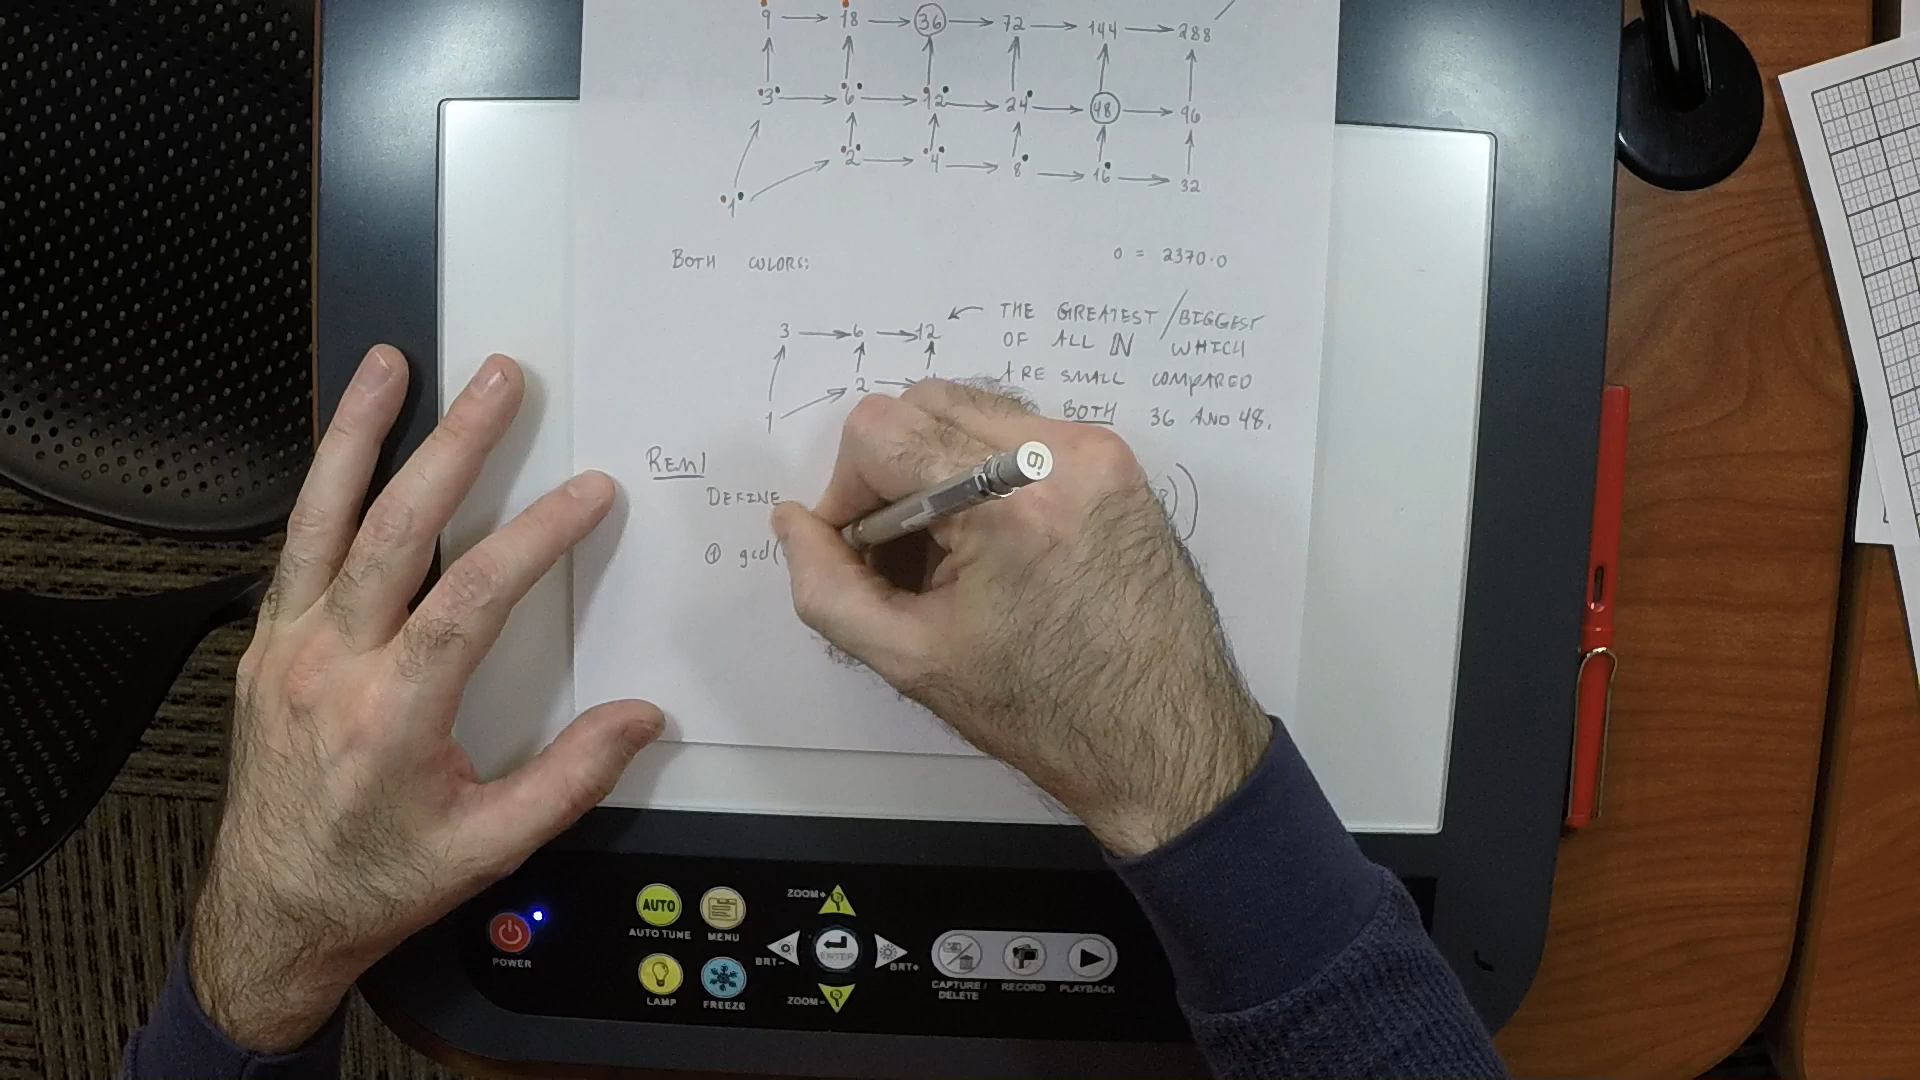 9 → 18 → 36 → 72 → 144 → 288
3 → 6 → 12 → 24 → 48 → 96
2 → 4 → 8 → 16 → 32
1
BOTH COLORS:
0 = 2370·0
3 → 6 → 12
THE GREATEST/BIGGEST
OF ALL IN WHICH
2 →
ARE SMALL COMPARED
1
BOTH 36 AND 48.
REM|
8))
DEFINE
① gcd(
6.
POWER
AUTO
AUTO TUNE
MENU
LAMP
FREEZE
ZOOM+
BRT-
ENTER
BRT+
ZOOM-
CAPTURE/
DELETE
RECORD
PLAYBACK